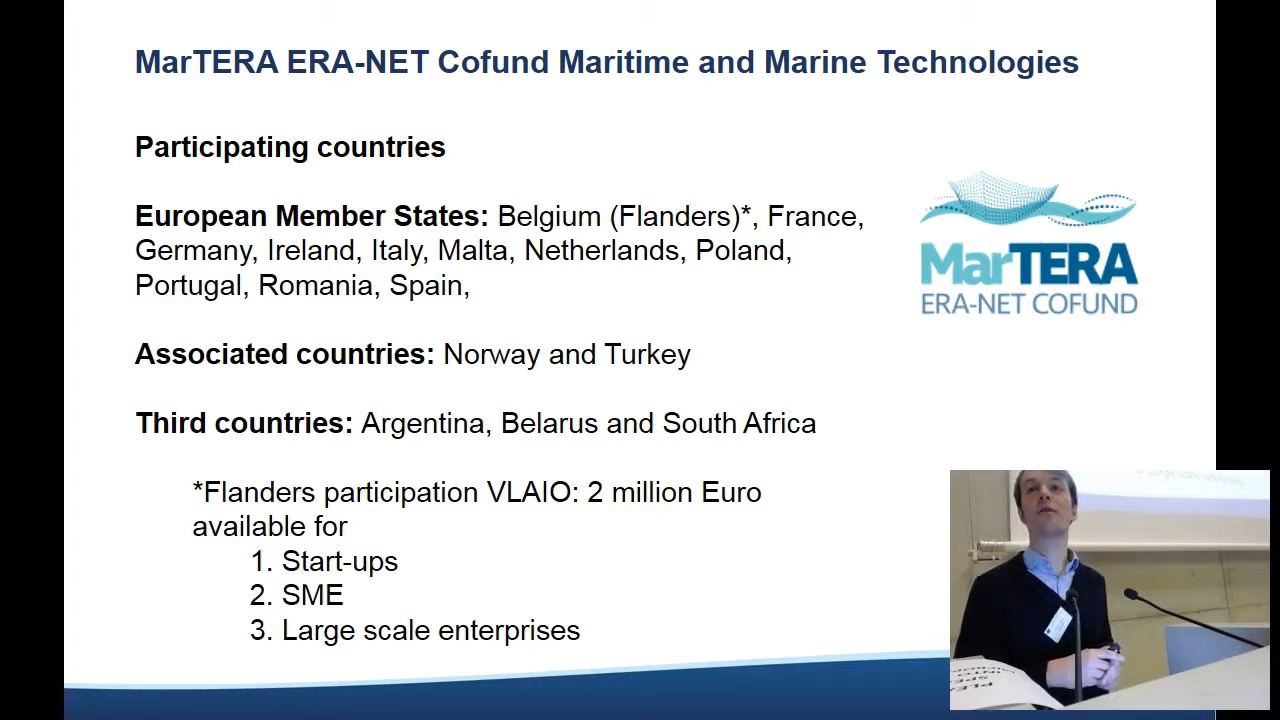 MarTERA ERA-NET Cofund Maritime and Marine Technologies
Participating countries
European Member States: Belgium (Flanders)*, France,
Germany, Ireland, Italy, Malta, Netherlands, Poland,
Portugal, Romania, Spain,
Associated countries: Norway and Turkey
Third countries: Argentina, Belarus and South Africa
*Flanders participation VLAIO: 2 million Euro
available for
1. Start-ups
2. SME
3. Large scale enterprises
MarTERA
ERA-NET COFUND
INTO